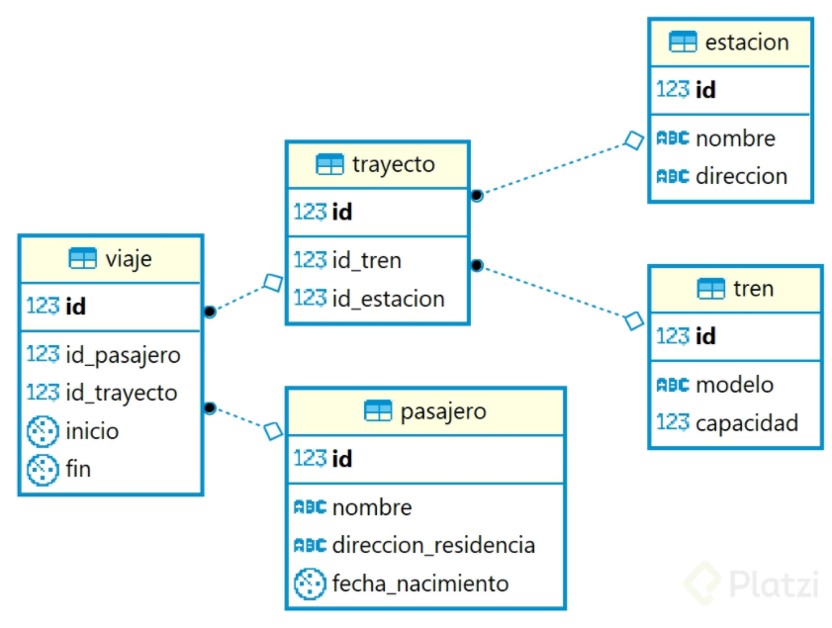 estacion
123 id
ABC nombre
ABC direccion
trayecto
123 id
123 id_tren
123 id_estacion
viaje
123 id
123 id_pasajero
123 id_trayecto
inicio
fin
tren
123 id
ABC modelo
123 capacidad
pasajero
123 id
ABC nombre
ABC direccion_residencia
fecha_nacimiento
Platzi